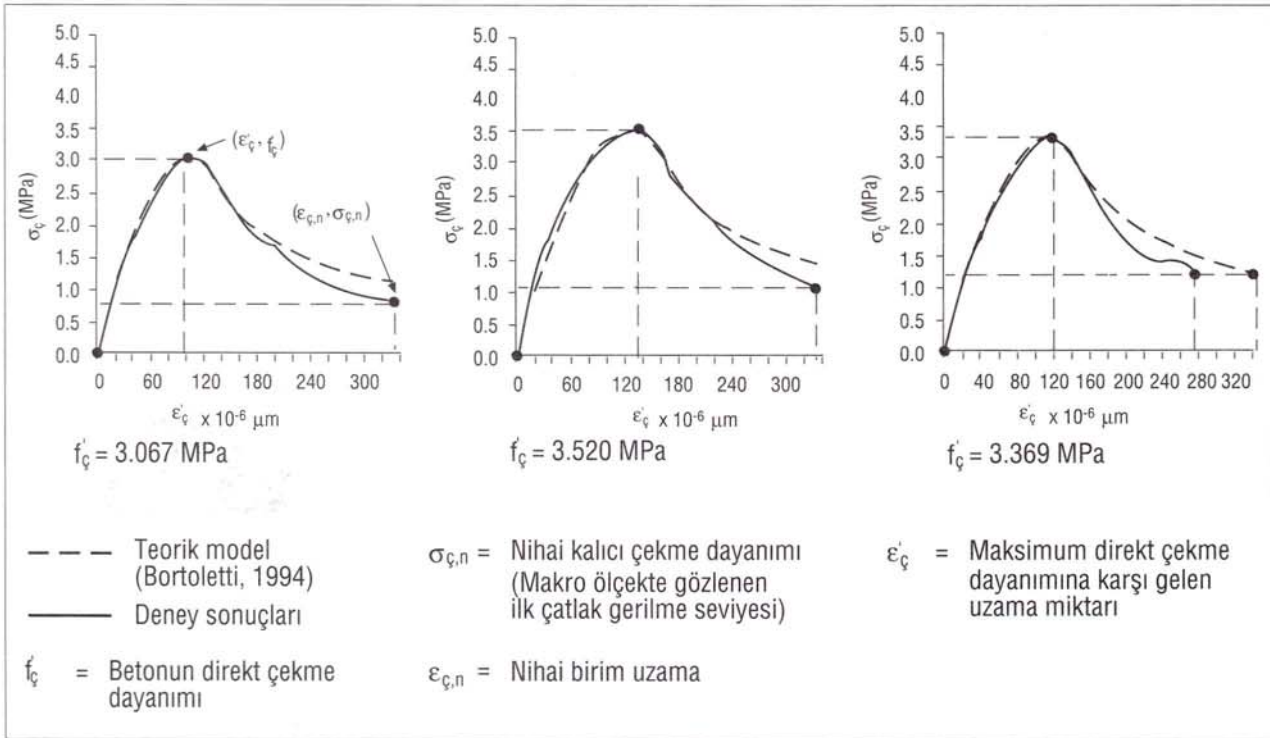 5.0
4.5
4.0
3.5
3.0
2.5
2.0
1.5
1.0
0.5
0.0
σç (MPa)
(ε'ç, f'ç)
(εç,n, σç,n)
0 60 120 180 240 300
ε'ç x 10-6 μm
f'ç = 3.067 MPa
5.0
4.5
4.0
3.5
3.0
2.5
2.0
1.5
1.0
0.5
0.0
σç (MPa)
0 60 120 180 240 300
ε'ç x 10-6 μm
f'ç = 3.520 MPa
5.0
4.5
4.0
3.5
3.0
2.5
2.0
1.5
1.0
0.5
0.0
σç (MPa)
0 40 80 120 160 200 240 280 320
ε'ç x 10-6 μm
f'ç = 3.369 MPa
Teorik model
(Bortoletti, 1994)
Deney sonuçları
f'ç = Betonun direkt çekme
dayanımı
σç,n = Nihai kalıcı çekme dayanımı
(Makro ölçekte gözlenen
ilk çatlak gerilme seviyesi)
εç,n = Nihai birim uzama
ε'ç = Maksimum direkt çekme
dayanımına karşı gelen
uzama miktarı